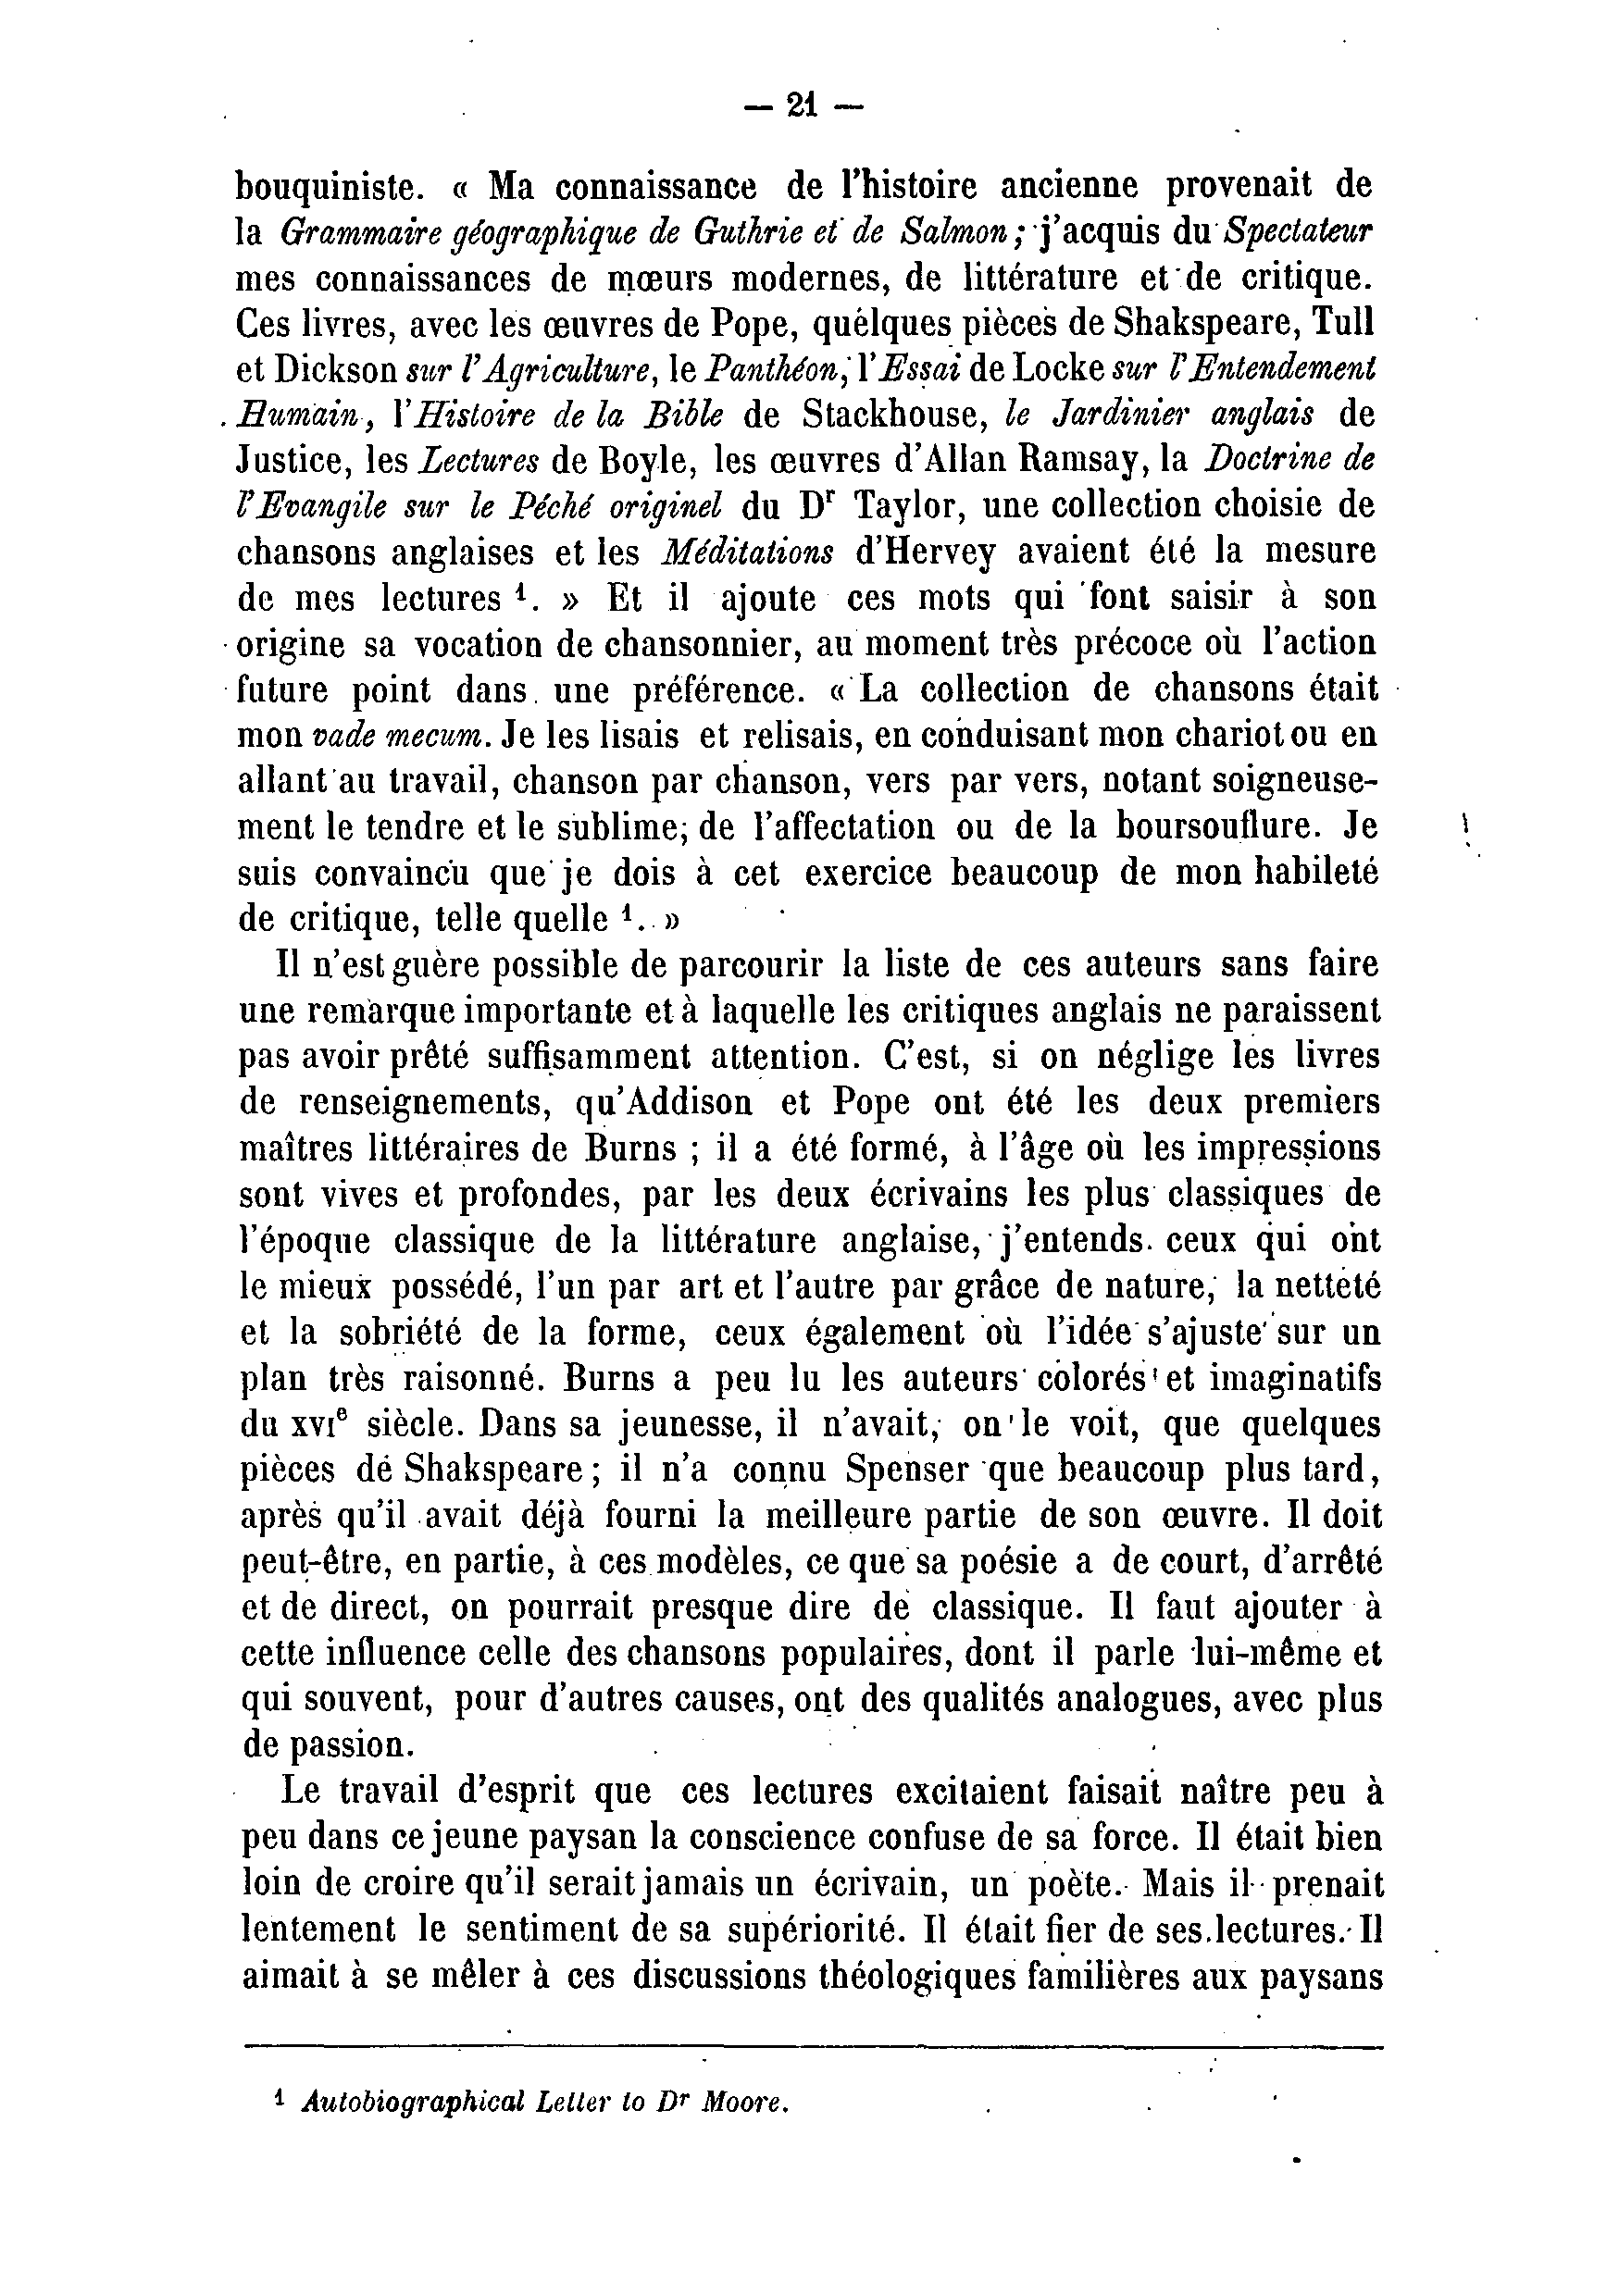 — 21 —
bouquiniste. « Ma connaissance de l'histoire ancienne provenait de
la Grammaire géographique de Guthrie et de Salmon ; j'acquis du Spectateur
mes connaissances de mœurs modernes, de littérature et de critique.
Ces livres, avec les œuvres de Pope, quelques pièces de Shakspeare, Tull
et Dickson sur l'Agriculture, le Panthéon, l'Essai de Locke sur l'Entendement
Humain, l'Histoire de la Bible de Stackhouse, le Jardinier anglais de
Justice, les Lectures de Boyle, les œuvres d'Allan Ramsay, la Doctrine de
l'Evangile sur le Péché originel du Dr Taylor, une collection choisie de
chansons anglaises et les Méditations d'Hervey avaient été la mesure
de mes lectures 1. » Et il ajoute ces mots qui font saisir à son
origine sa vocation de chansonnier, au moment très précoce où l'action
future point dans une préférence. « La collection de chansons était
mon vade mecum. Je les lisais et relisais, en conduisant mon chariot ou en
allant au travail, chanson par chanson, vers par vers, notant soigneuse-
ment le tendre et le sublime; de l'affectation ou de la boursouflure. Je
suis convaincu que je dois à cet exercice beaucoup de mon habileté
de critique, telle quelle 1. »
Il n'est guère possible de parcourir la liste de ces auteurs sans faire
une remarque importante et à laquelle les critiques anglais ne paraissent
pas avoir prêté suffisamment attention. C'est, si on néglige les livres
de renseignements, qu'Addison et Pope ont été les deux premiers
maîtres littéraires de Burns ; il a été formé, à l'âge où les impressions
sont vives et profondes, par les deux écrivains les plus classiques de
l'époque classique de la littérature anglaise, j'entends ceux qui ont
le mieux possédé, l'un par art et l'autre par grâce de nature, la netteté
et la sobriété de la forme, ceux également où l'idée s'ajuste sur un
plan très raisonné. Burns a peu lu les auteurs colorés et imaginatifs
du XVIe siècle. Dans sa jeunesse, il n'avait, on le voit, que quelques
pièces de Shakspeare ; il n'a connu Spenser que beaucoup plus tard,
après qu'il avait déjà fourni la meilleure partie de son œuvre. Il doit
peut-être, en partie, à ces modèles, ce que sa poésie a de court, d'arrêté
et de direct, on pourrait presque dire de classique. Il faut ajouter à
cette influence celle des chansons populaires, dont il parle lui-même et
qui souvent, pour d'autres causes, ont des qualités analogues, avec plus
de passion.
Le travail d'esprit que ces lectures excitaient faisait naître peu à
peu dans ce jeune paysan la conscience confuse de sa force. Il était bien
loin de croire qu'il serait jamais un écrivain, un poète. Mais il prenait
lentement le sentiment de sa supériorité. Il était fier de ses lectures. Il
aimait à se mêler à ces discussions théologiques familières aux paysans
1 Autobiographical Letter to Dr Moore.